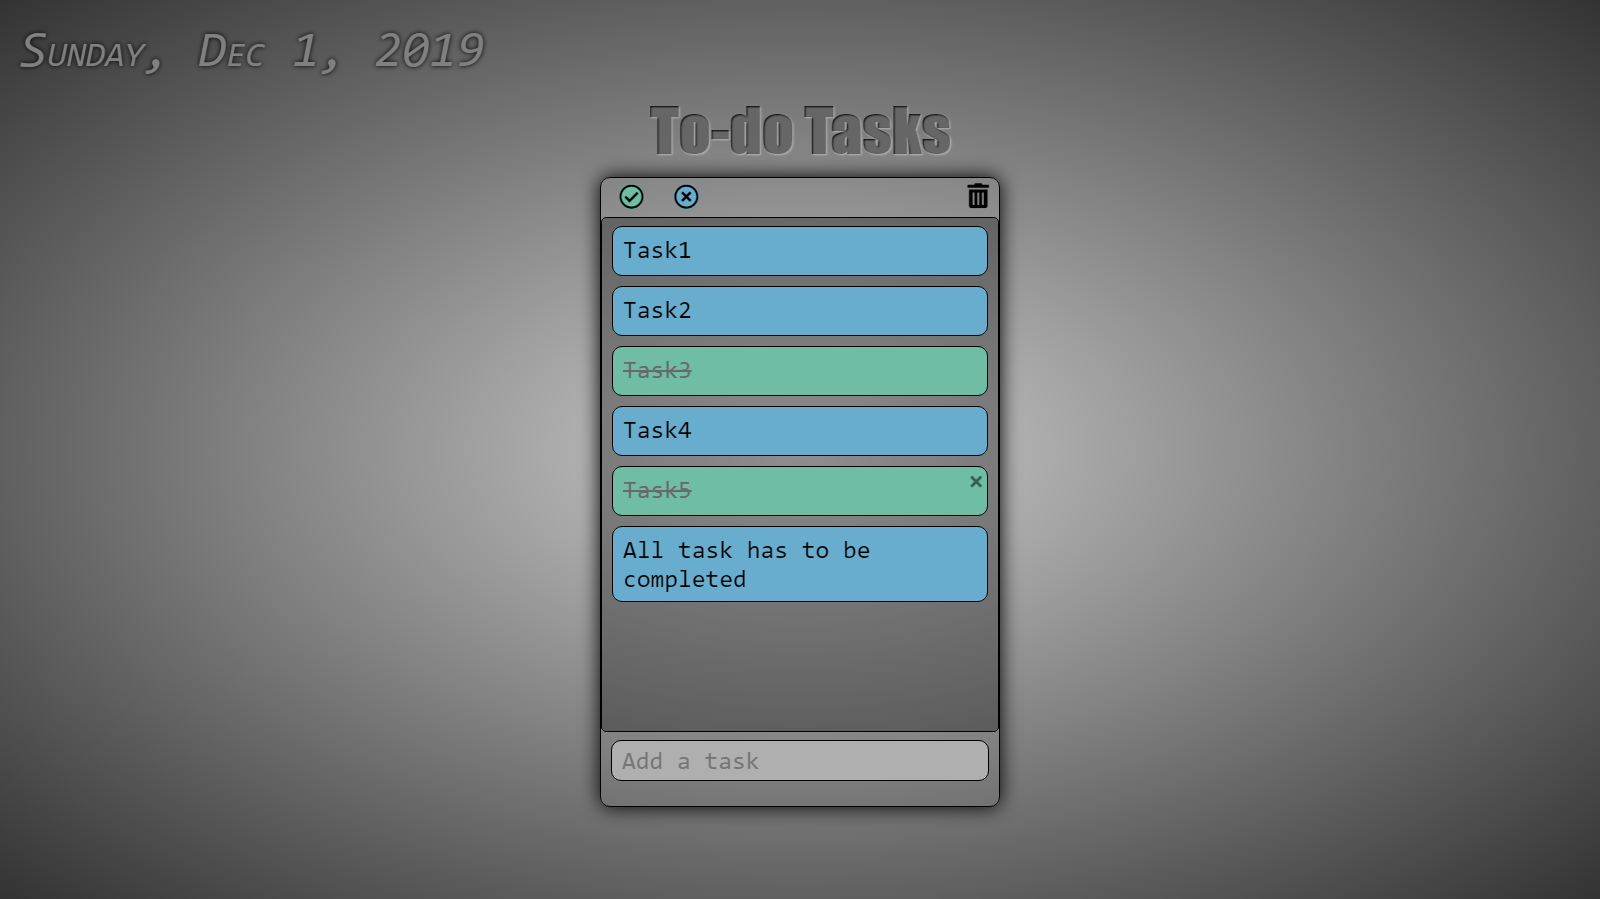 Sunday, Dec 1, 2019
To-do Tasks
Task1
Task2
Task3
Task4
Task5
All task has to be
completed
Add a task